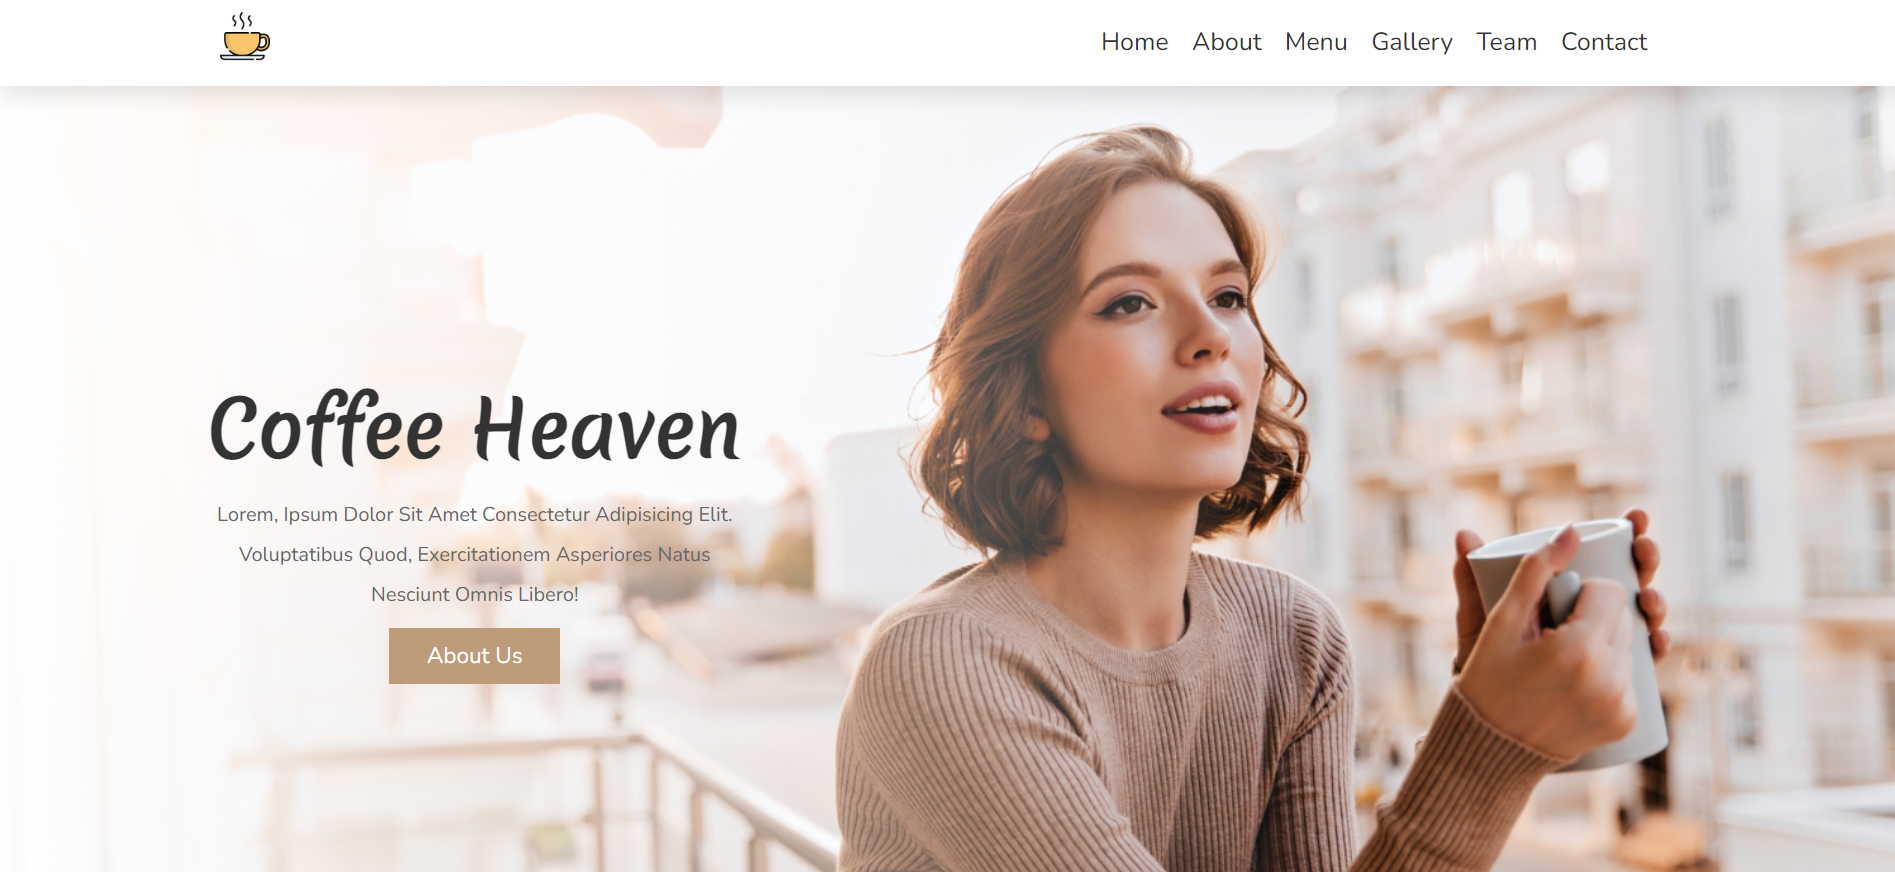 Home About Menu Gallery Team Contact
Coffee Heaven
Lorem, Ipsum Dolor Sit Amet Consectetur Adipisicing Elit.
Voluptatibus Quod, Exercitationem Asperiores Natus
Nesciunt Omnis Libero!
About Us